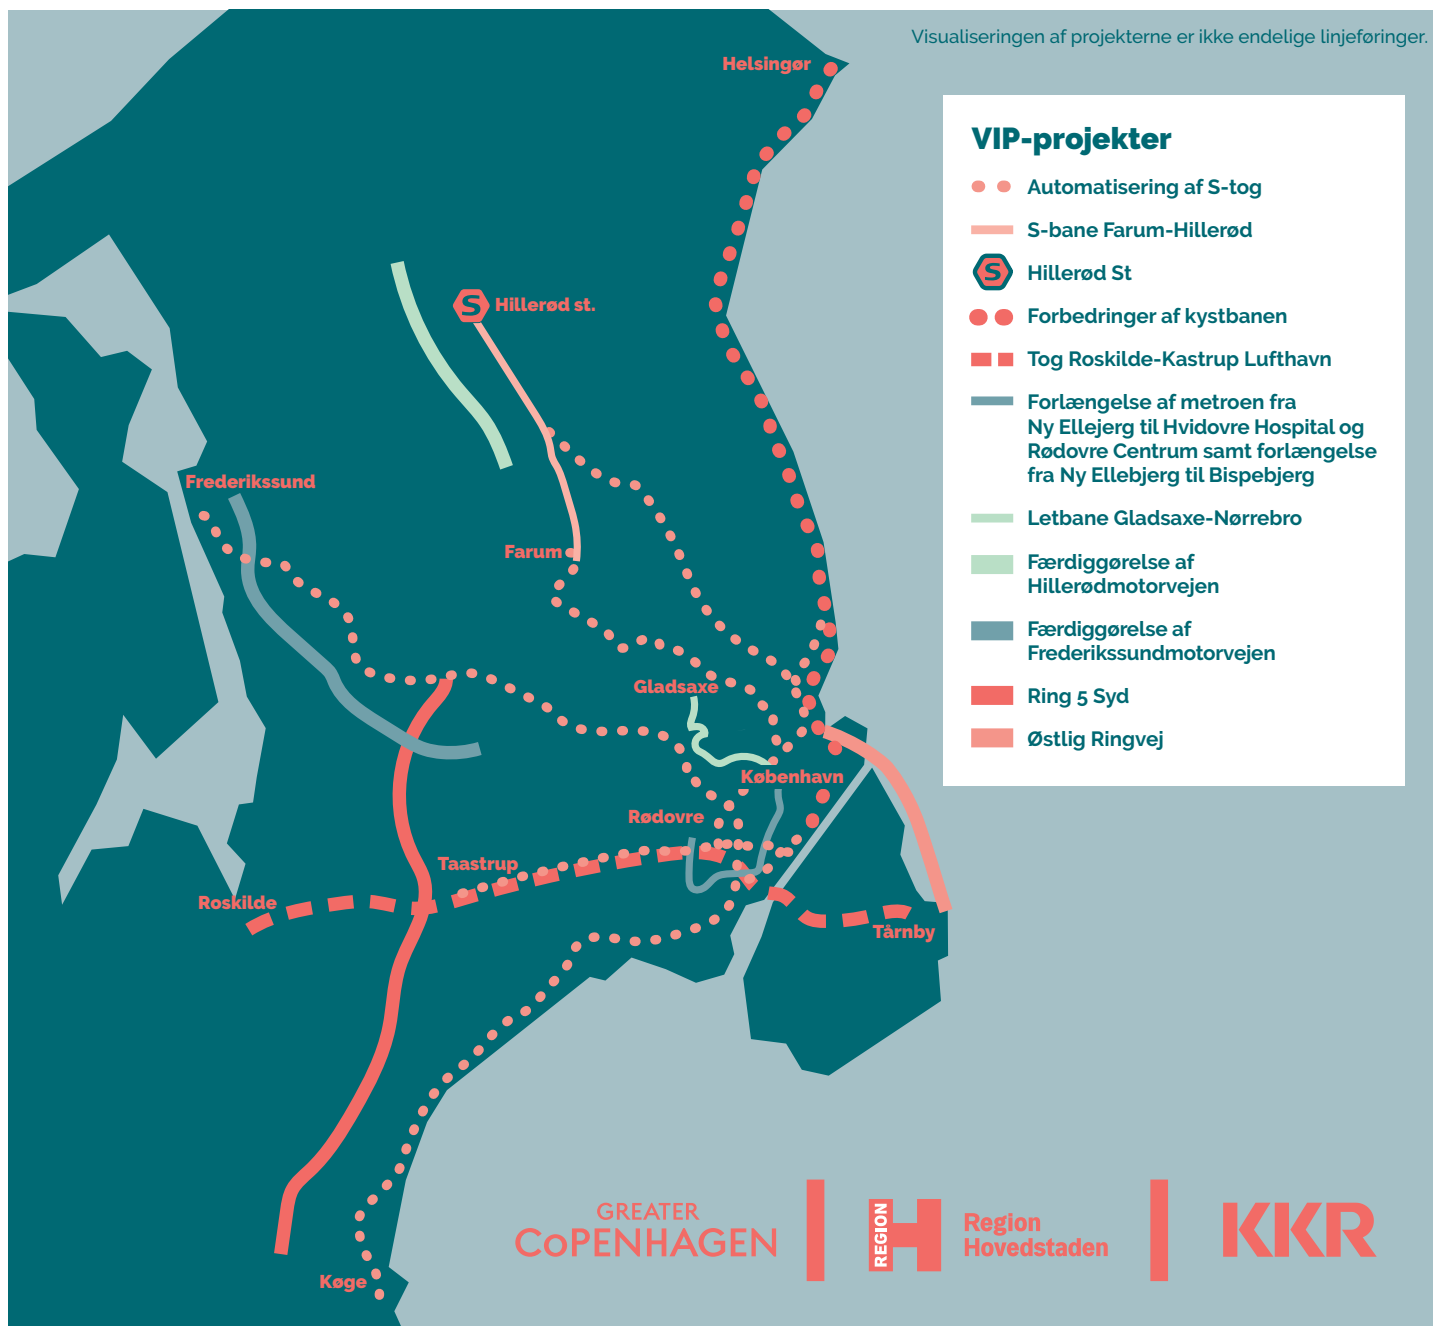 Visualiseringen af projekterne er ikke endelige linjeføringer.
VIP-projekter
Automatisering af S-tog
S-bane Farum-Hillerød
S
Hillerød St
Forbedringer af kystbanen
Tog Roskilde-Kastrup Lufthavn
Forlængelse af metroen fra
Ny Ellejerg til Hvidovre Hospital og
Rødovre Centrum samt forlængelse
fra Ny Ellebjerg til Bispebjerg
Letbane Gladsaxe-Nørrebro
Færdiggørelse af
Hillerødmotorvejen
Færdiggørelse af
Frederikssundmotorvejen
Ring 5 Syd
Østlig Ringvej
Helsingør
S
Hillerød st.
Frederikssund
Farum
Gladsaxe
København
Rødovre
Taastrup
Roskilde
Tårnby
Køge
GREATER
COPENHAGEN
REGION
Region
Hovedstaden
KKR